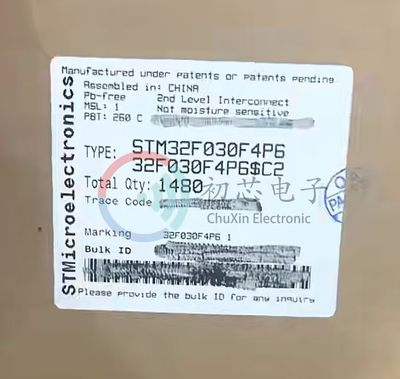 Manufactured under patents or patents pending
Assembled in: CHINA
Pb-free 2nd Level Interconnect
MSL: 1 Not moisture sensitive
PBT: 260 C
TYPE: STM32F030F4P6
32F030F4P6$C2
Total Qty: 1480
Trace Code
Marking 32F030F4P6 1
Bulk ID
Please provide the bulk ID for any inquiry
STMicroelectronics
初芯电子
ChuXin Electronic